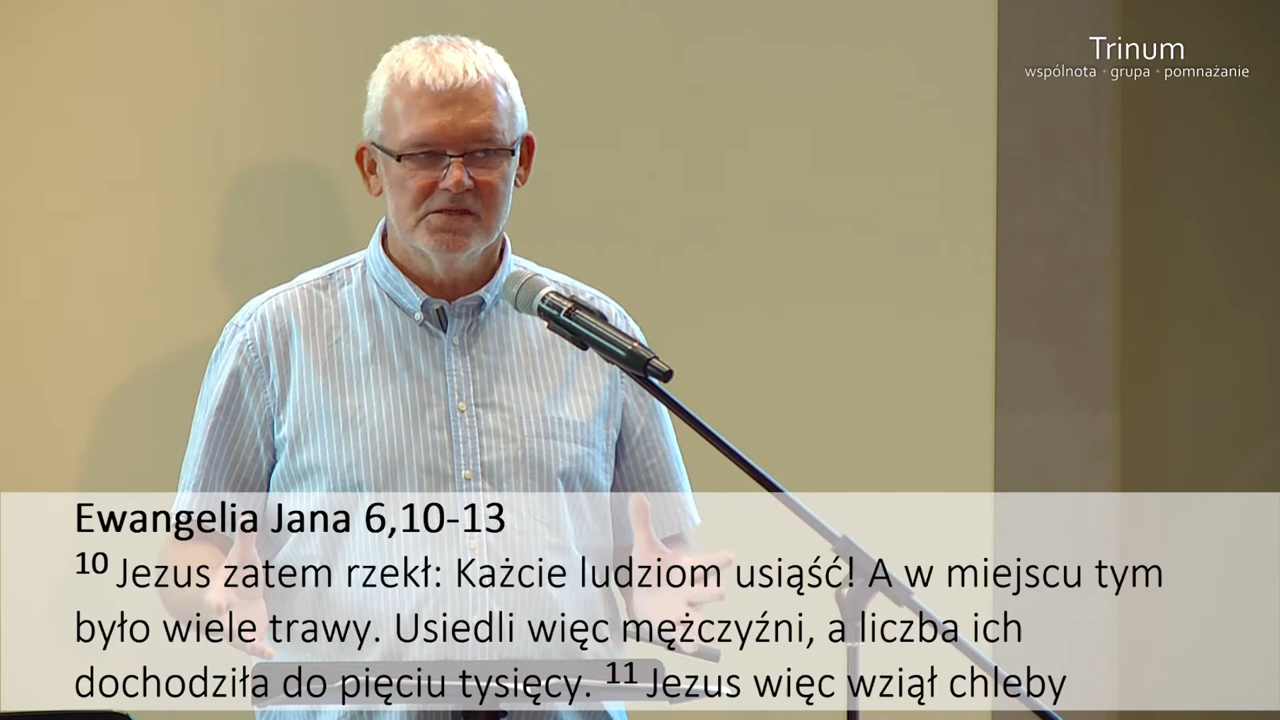 Trinum
wspólnota • grupa • pomnażanie
Ewangelia Jana 6,10-13
10 Jezus zatem rzekł: Każcie ludziom usiąść! A w miejscu tym
było wiele trawy. Usiedli więc mężczyźni, a liczba ich
dochodziła do pięciu tysięcy. 11 Jezus więc wziął chleby